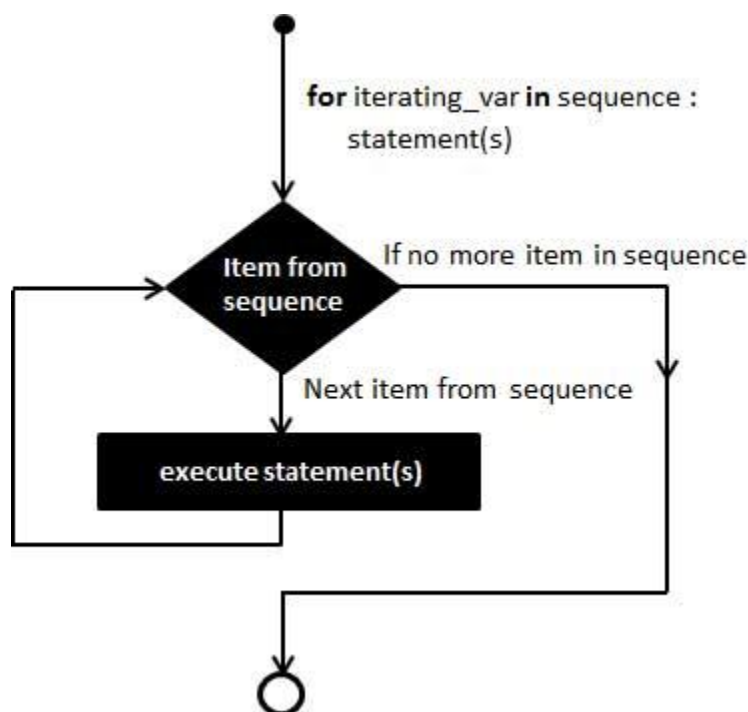 for iterating_var in sequence :
statement(s)
If no more item in sequence
Item from
sequence
Next item from sequence
execute statement(s)